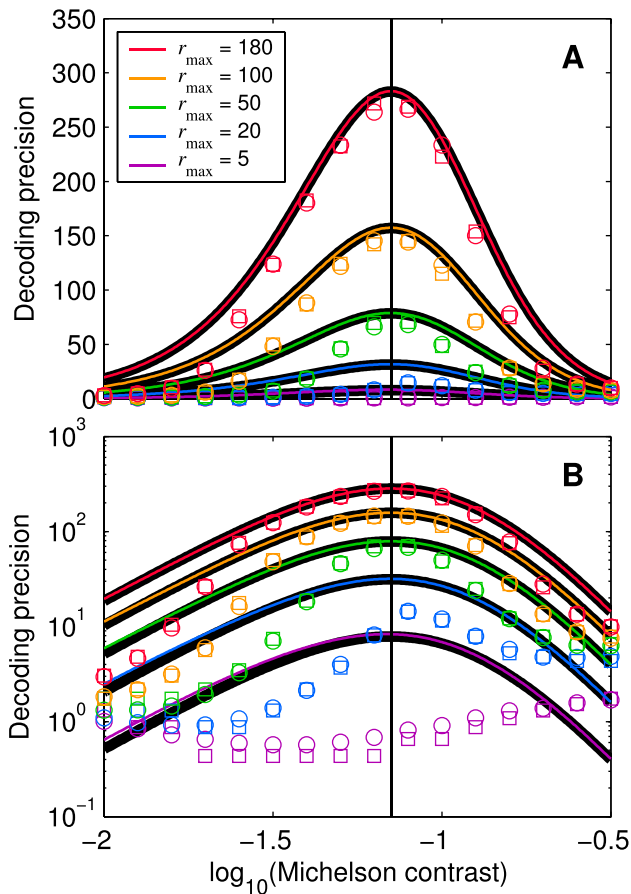 350
300
250
200
150
100
50
0
Decoding precision
r_max = 180
r_max = 100
r_max = 50
r_max = 20
r_max = 5
A
10^3
10^2
10^1
10^0
10^−1
Decoding precision
B
−2
−1.5
−1
−0.5
log_10(Michelson contrast)